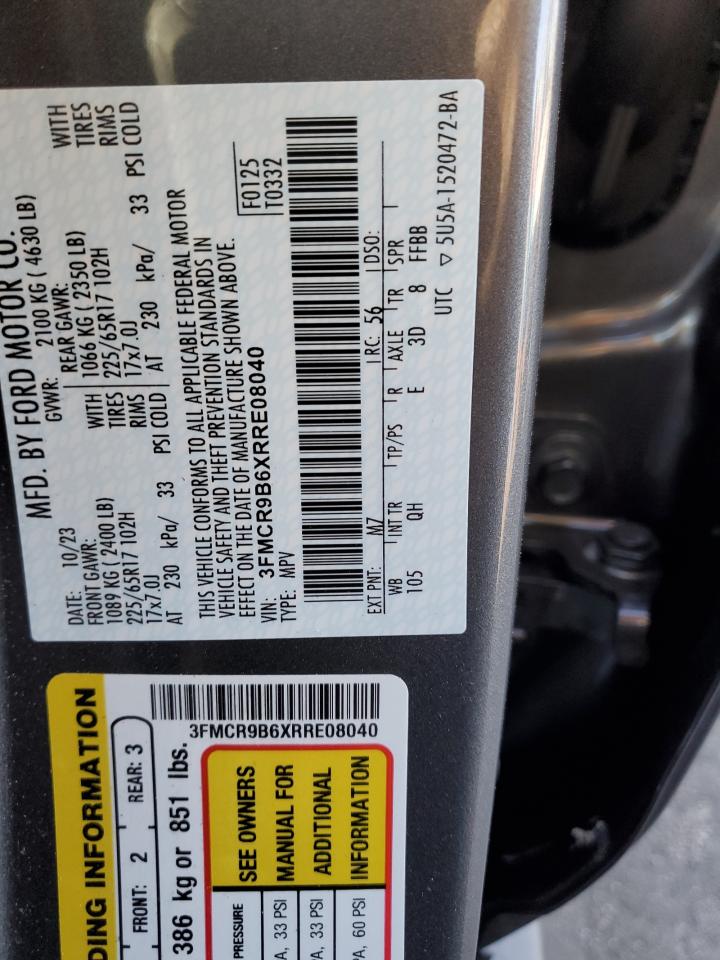 MFD. BY FORD MOTOR CO.
DATE: 10/23 GVWR: 2100 KG ( 4630 LB)
FRONT GAWR: REAR GAWR:
1089 KG ( 2400 LB) WITH 1066 KG ( 2350 LB) WITH
225/65R17 102H TIRES 225/65R17 102H TIRES
17x7.0J RIMS 17x7.0J RIMS
AT 230 kPa/ 33 PSI COLD AT 230 kPa/ 33 PSI COLD
THIS VEHICLE CONFORMS TO ALL APPLICABLE FEDERAL MOTOR
VEHICLE SAFETY AND THEFT PREVENTION STANDARDS IN
EFFECT ON THE DATE OF MANUFACTURE SHOWN ABOVE.
F0125
T0332
VIN: 3FMCR9B6XRRE08040
TYPE: MPV
EXT PNT: M7 RC: 56 DSO:
WB INT TR TP/PS R AXLE TR SPR
105 QH E 3D 8 FFBB
UTC ▽ 5U5A-1520472-BA
DING INFORMATION
FRONT: 2 REAR: 3
386 kg or 851 lbs.
3FMCR9B6XRRE08040
PRESSURE
A, 33 PSI
A, 33 PSI
PA, 60 PSI
SEE OWNERS
MANUAL FOR
ADDITIONAL
INFORMATION